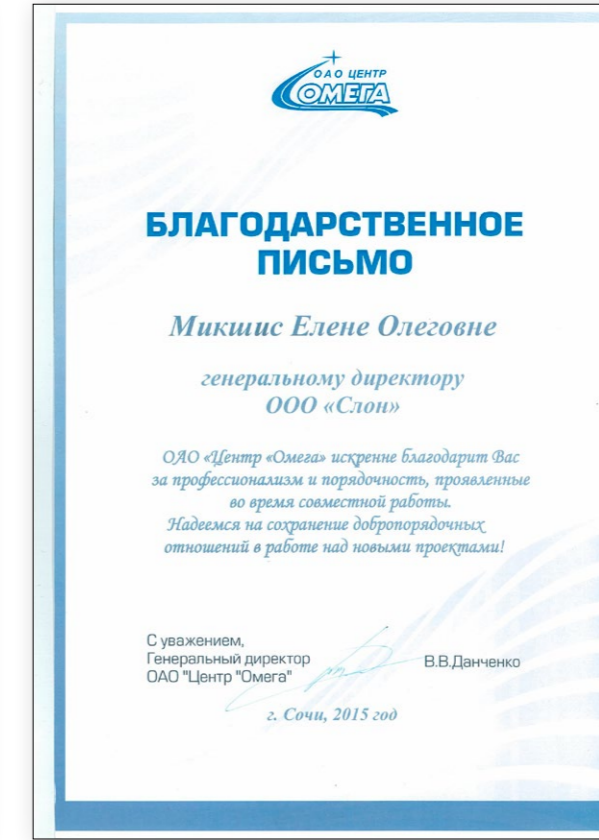 ОАО ЦЕНТР
ОМЕГА
БЛАГОДАРСТВЕННОЕ
ПИСЬМО
Микшис Елене Олеговне
генеральному директору
ООО «Слон»
ОАО «Центр «Омега» искренне благодарит Вас
за профессионализм и порядочность, проявленные
во время совместной работы.
Надеемся на сохранение добропорядочных
отношений в работе над новыми проектами!
С уважением,
Генеральный директор
ОАО "Центр "Омега"
В.В.Данченко
г. Сочи, 2015 год